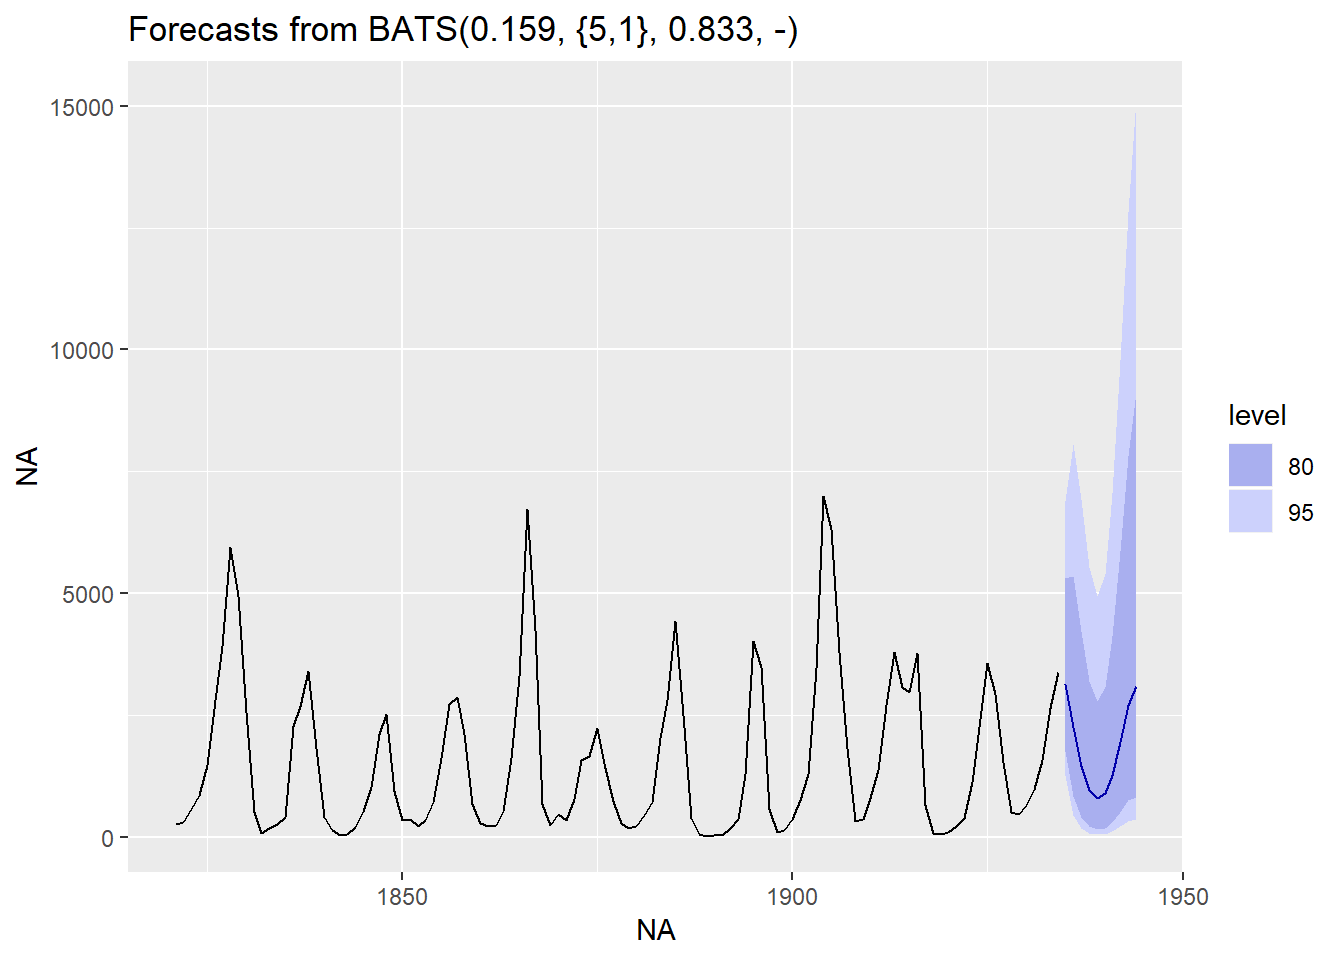 Forecasts from BATS(0.159, {5,1}, 0.833, -)
15000
10000
5000
0
NA
1850
1900
1950
NA
level
80
95